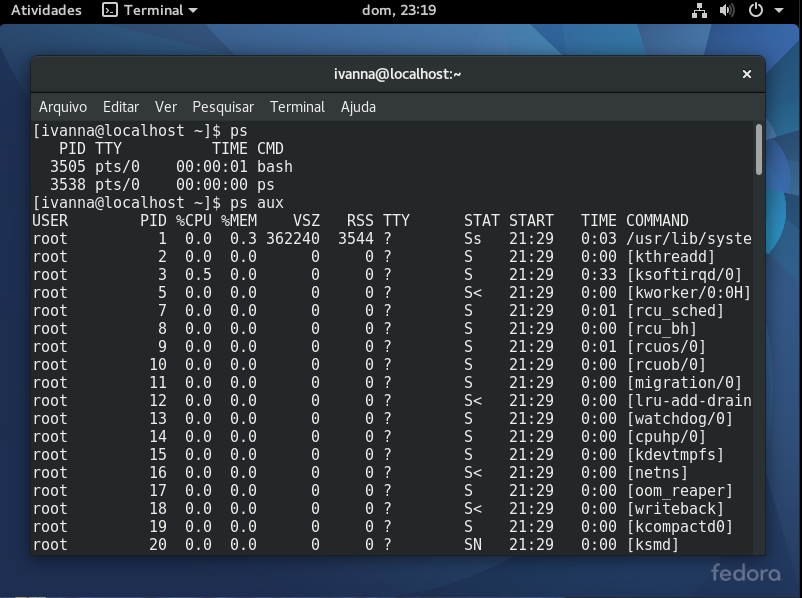 Atividades Terminal dom, 23:19
ivanna@localhost:~ ×
Arquivo Editar Ver Pesquisar Terminal Ajuda
[ivanna@localhost ~]$ ps
  PID TTY          TIME CMD
 3505 pts/0    00:00:01 bash
 3538 pts/0    00:00:00 ps
[ivanna@localhost ~]$ ps aux
USER        PID %CPU %MEM    VSZ   RSS TTY      STAT START   TIME COMMAND
root          1  0.0  0.3 362240  3544 ?        Ss   21:29   0:03 /usr/lib/syste
root          2  0.0  0.0      0     0 ?        S    21:29   0:00 [kthreadd]
root          3  0.5  0.0      0     0 ?        S    21:29   0:33 [ksoftirqd/0]
root          5  0.0  0.0      0     0 ?        S<   21:29   0:00 [kworker/0:0H]
root          7  0.0  0.0      0     0 ?        S    21:29   0:01 [rcu_sched]
root          8  0.0  0.0      0     0 ?        S    21:29   0:00 [rcu_bh]
root          9  0.0  0.0      0     0 ?        S    21:29   0:01 [rcuos/0]
root         10  0.0  0.0      0     0 ?        S    21:29   0:00 [rcuob/0]
root         11  0.0  0.0      0     0 ?        S    21:29   0:00 [migration/0]
root         12  0.0  0.0      0     0 ?        S<   21:29   0:00 [lru-add-drain
root         13  0.0  0.0      0     0 ?        S    21:29   0:00 [watchdog/0]
root         14  0.0  0.0      0     0 ?        S    21:29   0:00 [cpuhp/0]
root         15  0.0  0.0      0     0 ?        S    21:29   0:00 [kdevtmpfs]
root         16  0.0  0.0      0     0 ?        S<   21:29   0:00 [netns]
root         17  0.0  0.0      0     0 ?        S    21:29   0:00 [oom_reaper]
root         18  0.0  0.0      0     0 ?        S<   21:29   0:00 [writeback]
root         19  0.0  0.0      0     0 ?        S    21:29   0:00 [kcompactd0]
root         20  0.0  0.0      0     0 ?        SN   21:29   0:00 [ksmd]
fedora